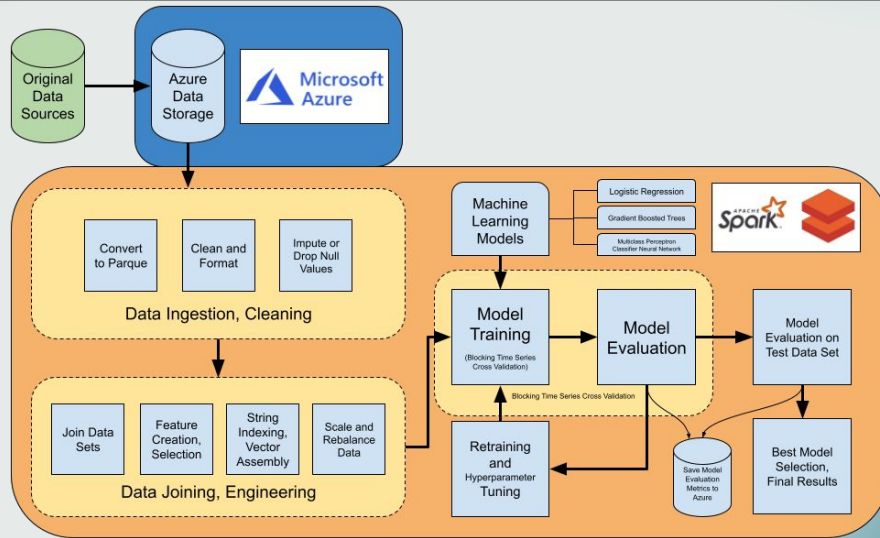 Original
Data
Sources
Azure
Data
Storage
Microsoft
Azure
Convert
to Parque
Clean and
Format
Impute or
Drop Null
Values
Data Ingestion, Cleaning
Machine
Learning
Models
Logistic Regression
Gradient Boosted Trees
Multiclass Perceptron
Classifier Neural Network
APACHE
Spark
Model
Training
(Blocking Time Series
Cross Validation)
Model
Evaluation
Blocking Time Series Cross Validation
Model
Evaluation on
Test Data Set
Join Data
Sets
Feature
Creation,
Selection
String
Indexing,
Vector
Assembly
Scale and
Rebalance
Data
Data Joining, Engineering
Retraining
and
Hyperparameter
Tuning
Save Model
Evaluation
Metrics to
Azure
Best Model
Selection,
Final Results